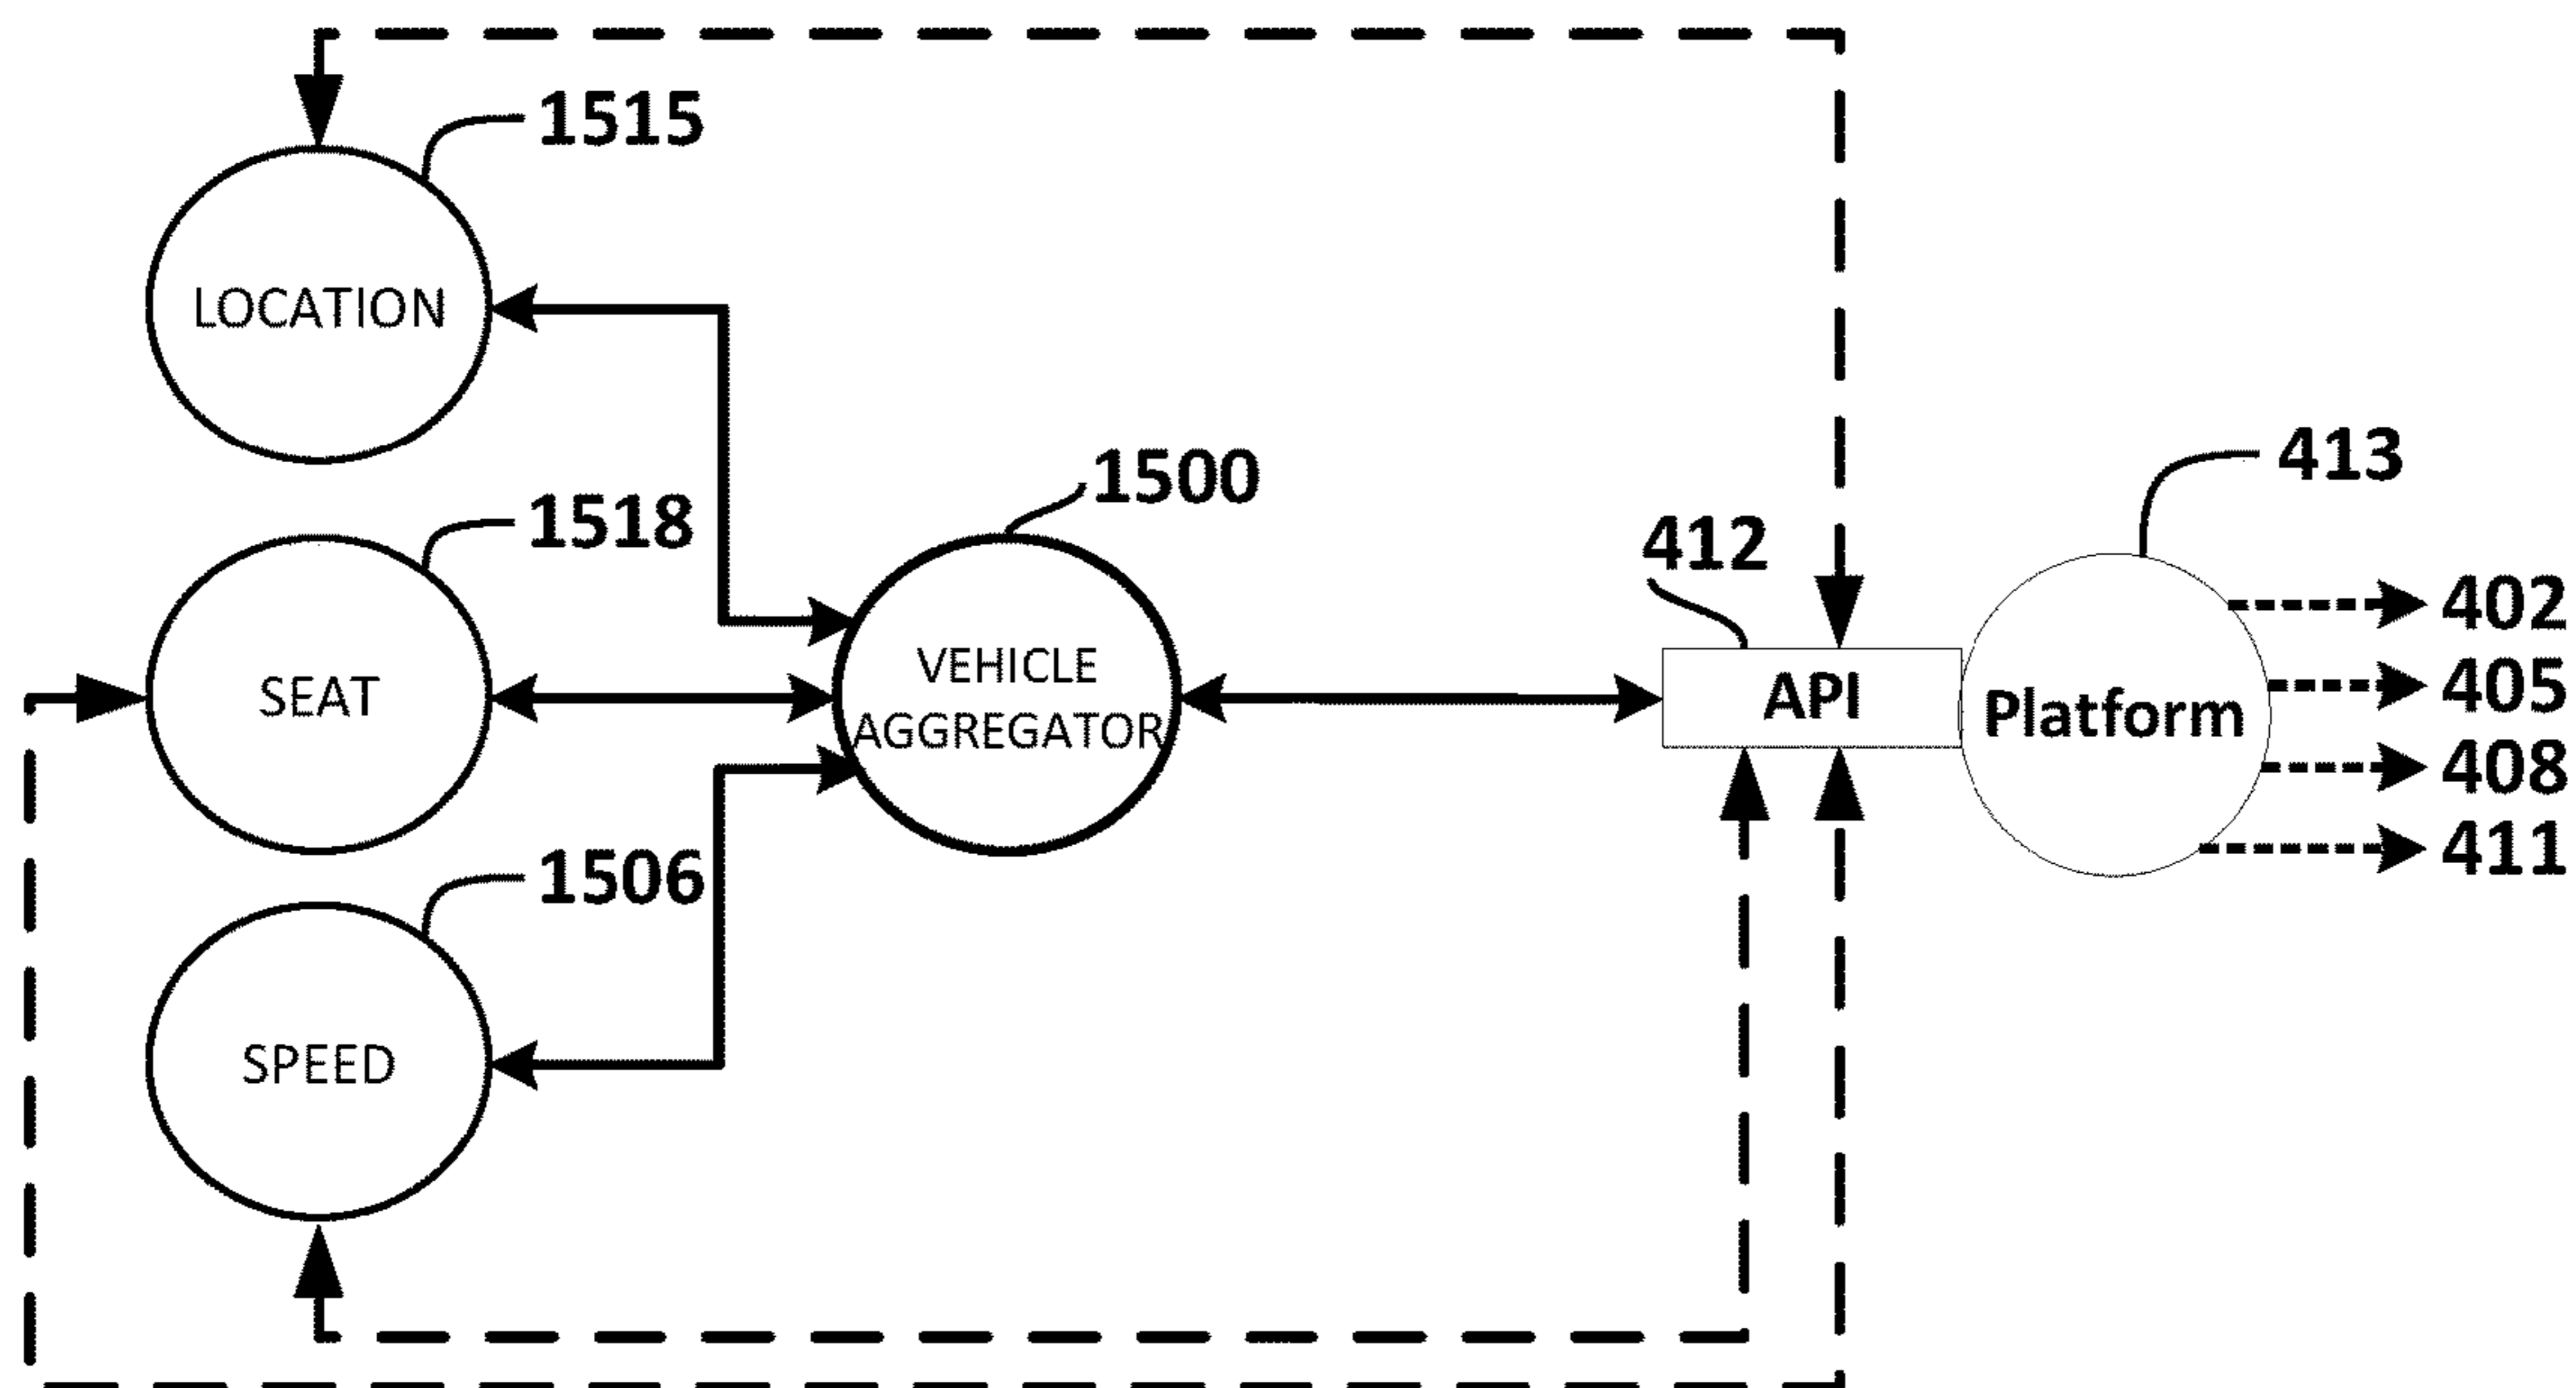 1515
LOCATION
1518
SEAT
1506
SPEED
1500
VEHICLE
AGGREGATOR
412
API
413
Platform
402
405
408
411